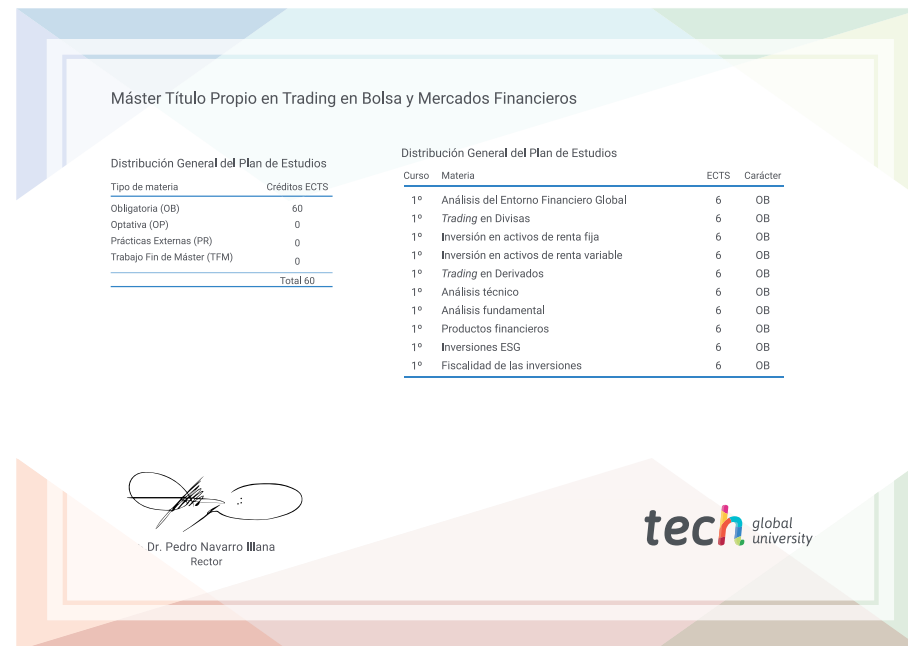 Máster Título Propio en Trading en Bolsa y Mercados Financieros
Distribución General del Plan de Estudios
Tipo de materia Créditos ECTS
Obligatoria (OB) 60
Optativa (OP) 0
Prácticas Externas (PR) 0
Trabajo Fin de Máster (TFM) 0
Total 60
Distribución General del Plan de Estudios
Curso Materia ECTS Carácter
1º Análisis del Entorno Financiero Global 6 OB
1º Trading en Divisas 6 OB
1º Inversión en activos de renta fija 6 OB
1º Inversión en activos de renta variable 6 OB
1º Trading en Derivados 6 OB
1º Análisis técnico 6 OB
1º Análisis fundamental 6 OB
1º Productos financieros 6 OB
1º Inversiones ESG 6 OB
1º Fiscalidad de las inversiones 6 OB
Dr. Pedro Navarro Illana
Rector
tech global university